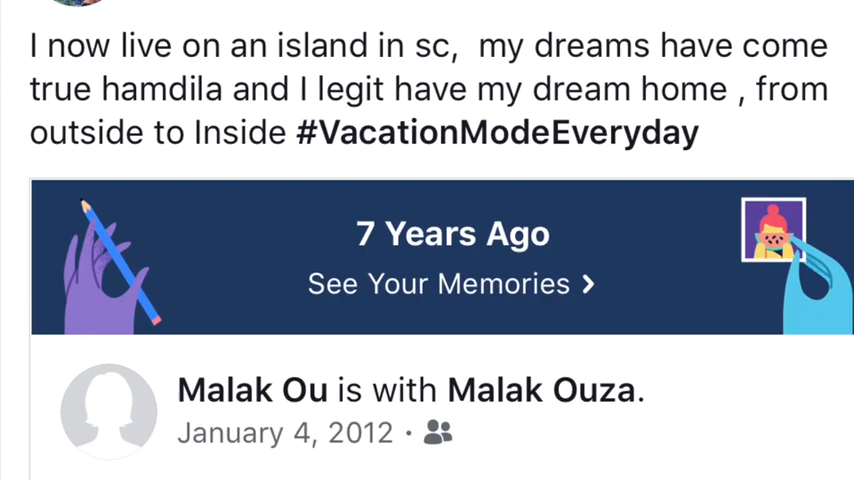 I now live on an island in sc,  my dreams have come
true hamdila and I legit have my dream home , from
outside to Inside #VacationModeEveryday
7 Years Ago
See Your Memories >
Malak Ou is with Malak Ouza.
January 4, 2012 ·